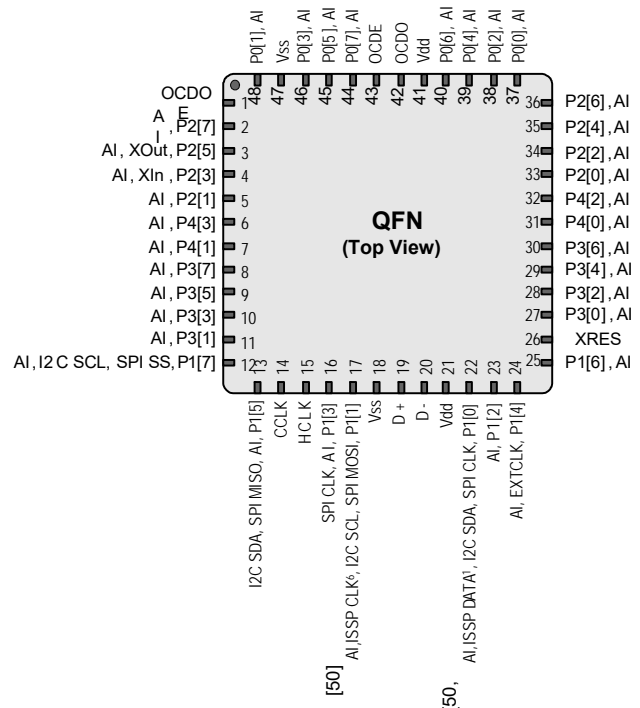 P0[1], AI
Vss
P0[3], AI
P0[5], AI
P0[7], AI
OCDE
OCDO
Vdd
P0[6], AI
P0[4], AI
P0[2], AI
P0[0], AI
48
47
46
45
44
43
42
41
40
39
38
37
OCDO
E
1
A
I
, P2[7]
2
AI, XOut, P2[5]
3
AI, XIn, P2[3]
4
AI, P2[1]
5
AI, P4[3]
6
AI, P4[1]
7
AI, P3[7]
8
AI, P3[5]
9
AI, P3[3]
10
AI, P3[1]
11
AI, I2C SCL, SPI SS, P1[7]
12
QFN
(Top View)
36
P2[6], AI
35
P2[4], AI
34
P2[2], AI
33
P2[0], AI
32
P4[2], AI
31
P4[0], AI
30
P3[6], AI
29
P3[4], AI
28
P3[2], AI
27
P3[0], AI
26
XRES
25
P1[6], AI
13
14
15
16
17
18
19
20
21
22
23
24
I2C SDA, SPI MISO, AI, P1[5]
CCLK
HCLK
SPI CLK, AI, P1[3]
AI,ISSP CLK⁶, I2C SCL, SPI MOSI, P1[1]
Vss
D+
D-
Vdd
AI,ISSP DATA¹, I2C SDA, SPI CLK, P1[0]
AI, P1[2]
AI, EXTCLK, P1[4]
[50]
[50,